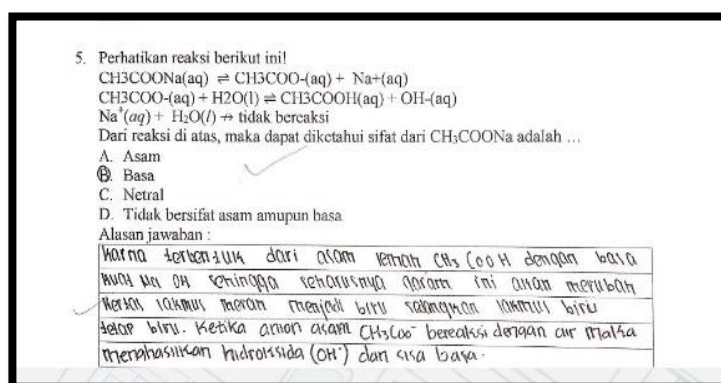 5. Perhatikan reaksi berikut ini!
CH3COONa(aq) ⇌ CH3COO-(aq) + Na+(aq)
CH3COO-(aq) + H2O(l) ⇌ CH3COOH(aq) + OH-(aq)
Na⁺(aq) + H₂O(l) ↛ tidak bereaksi
Dari reaksi di atas, maka dapat diketahui sifat dari CH₃COONa adalah …
A. Asam
B. Basa
C. Netral
D. Tidak bersifat asam amupun basa
Alasan jawaban :
Karna terbentuk dari asam lemah CH₃COOH dengan basa
kuat Na OH sehingga seharusnya garam ini akan merubah
kertas lakmus merah menjadi biru sedangkan lakmus biru
tetap biru. Ketika anion asam CH₃COO⁻ bereaksi dengan air maka
menghasilkan hidroksida (OH⁻) dan sisa basa.